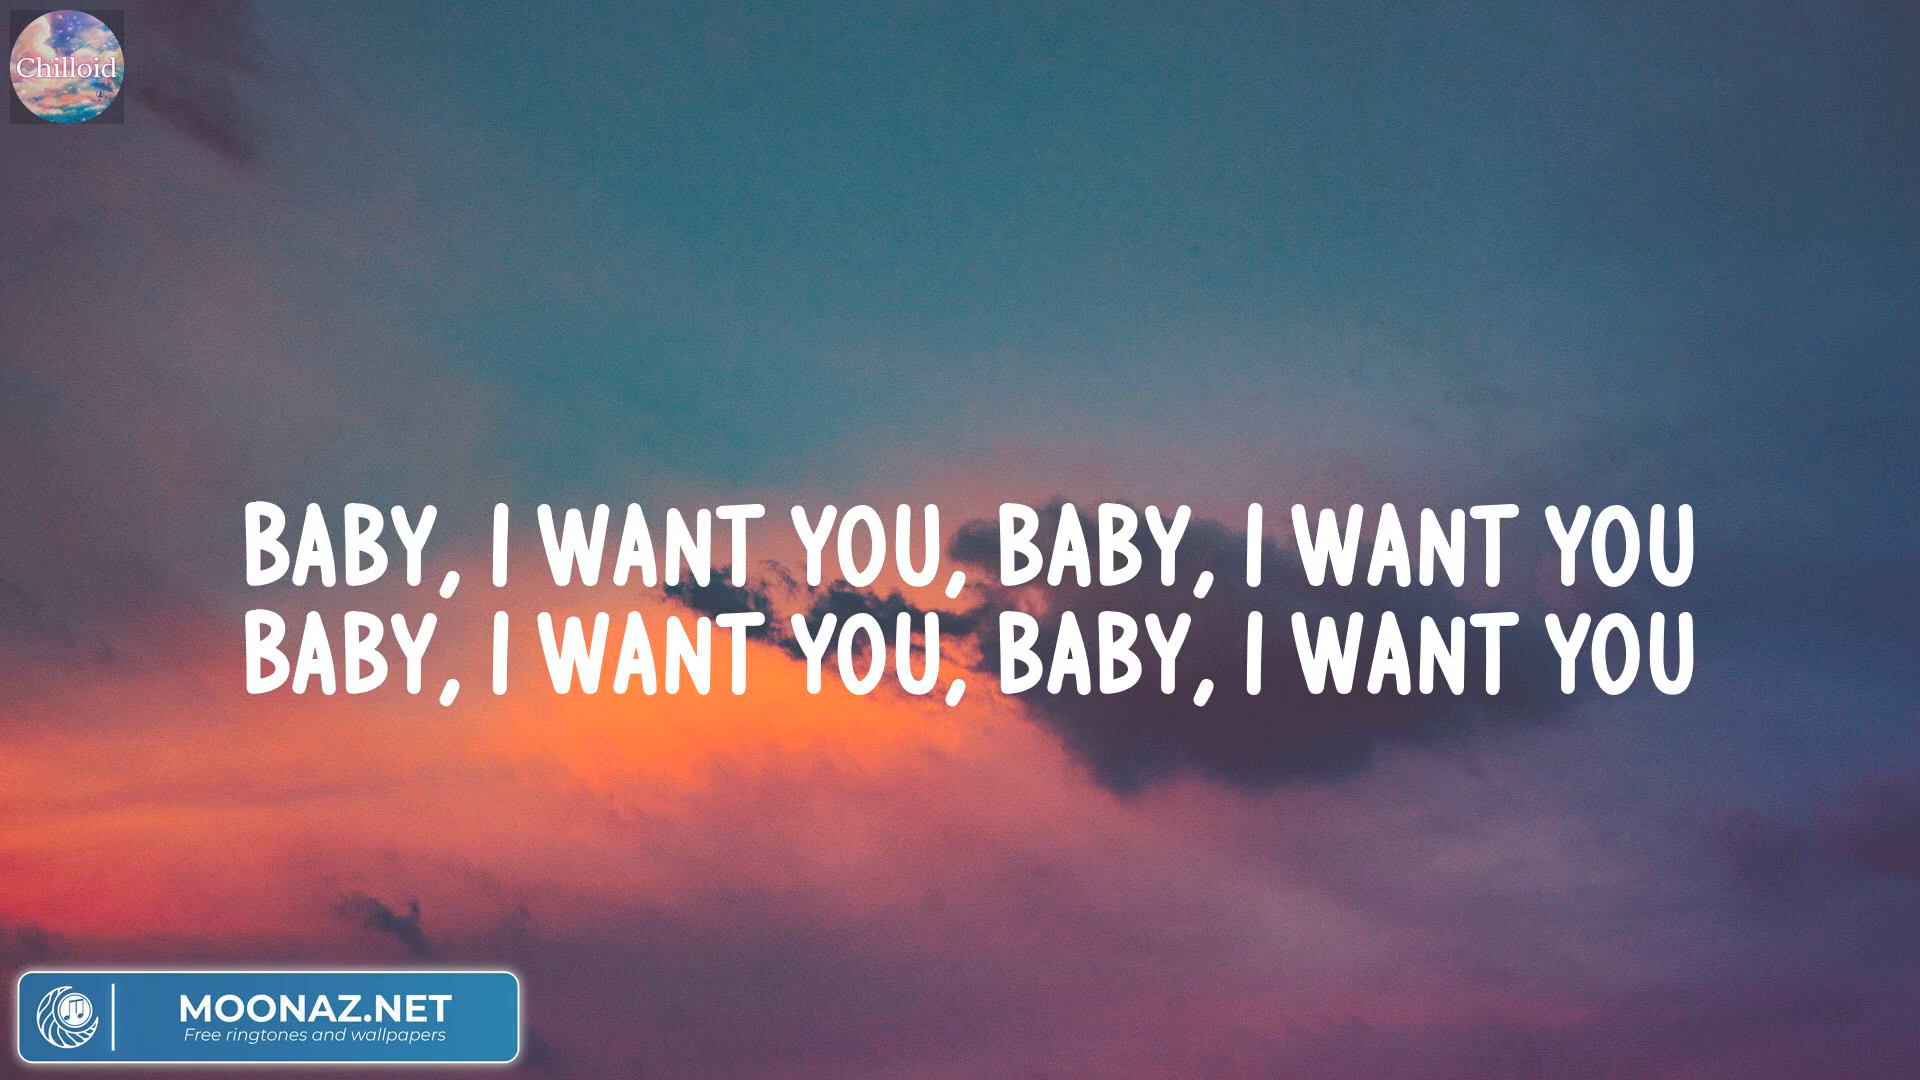 Chilloid
BABY, I WANT YOU, BABY, I WANT YOU
BABY, I WANT YOU, BABY, I WANT YOU
MOONAZ.NET
Free ringtones and wallpapers